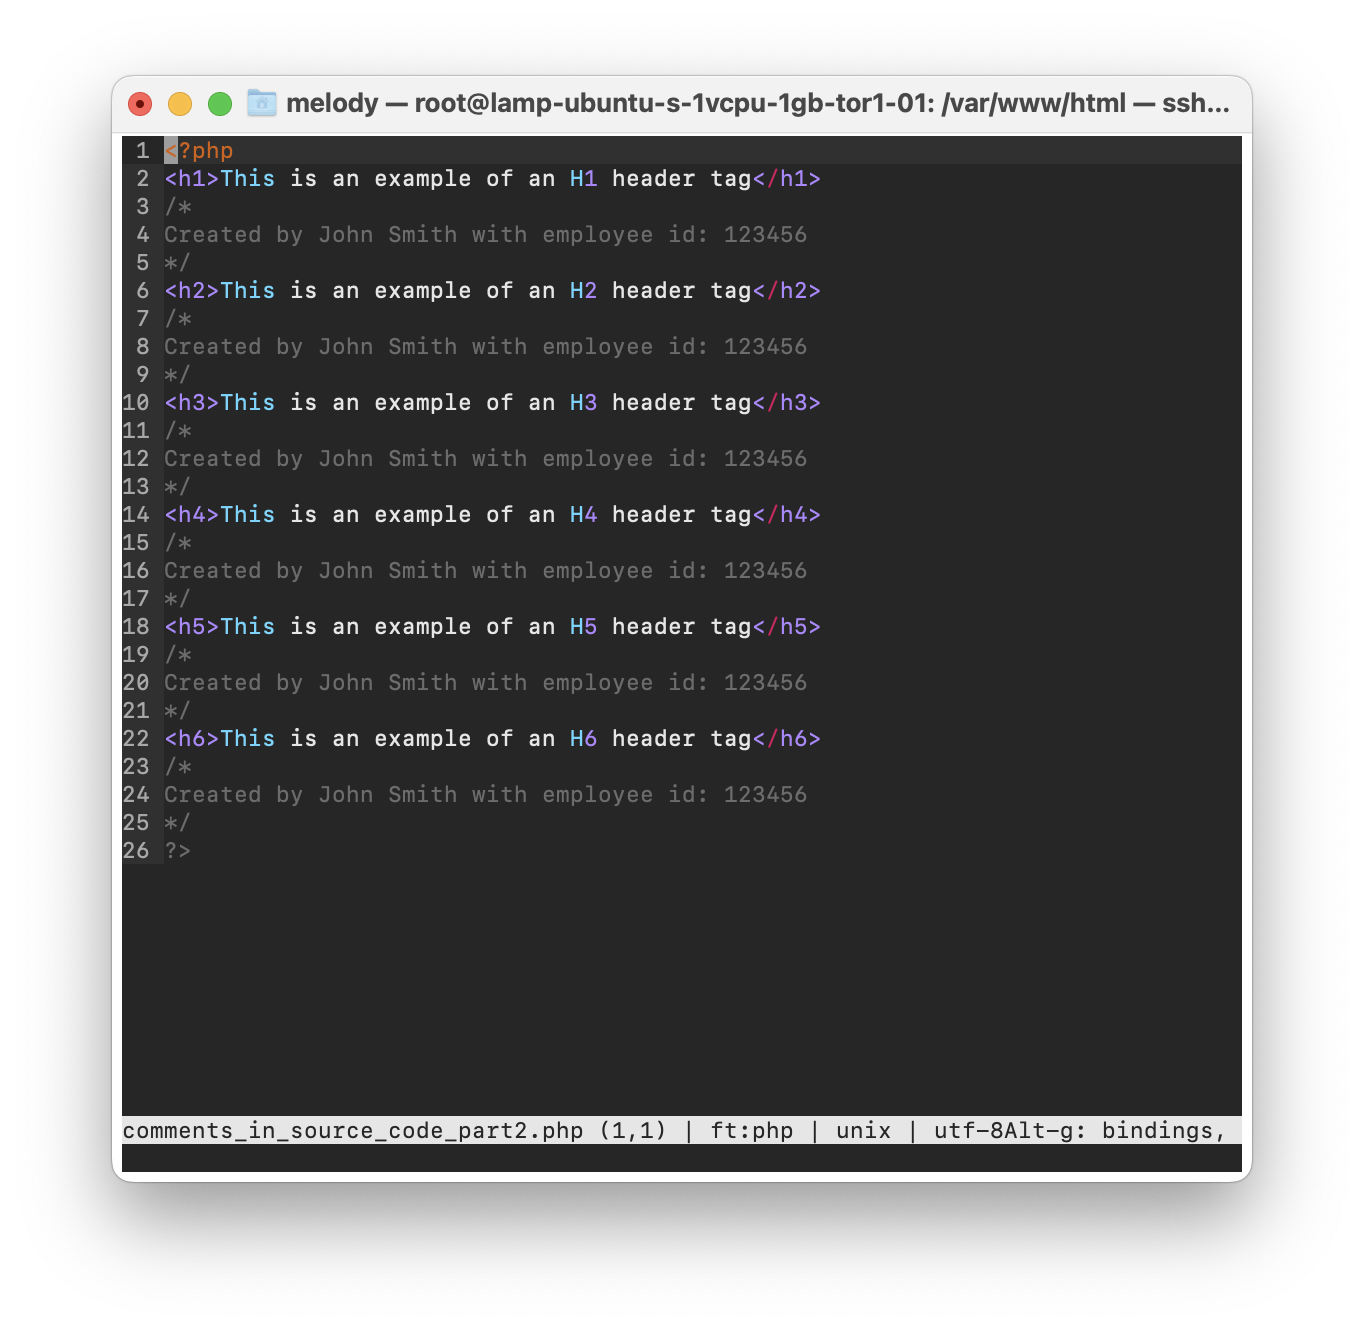 melody — root@lamp-ubuntu-s-1vcpu-1gb-tor1-01: /var/www/html — ssh...
1 <?php
2 <h1>This is an example of an H1 header tag</h1>
3 /*
4 Created by John Smith with employee id: 123456
5 */
6 <h2>This is an example of an H2 header tag</h2>
7 /*
8 Created by John Smith with employee id: 123456
9 */
10 <h3>This is an example of an H3 header tag</h3>
11 /*
12 Created by John Smith with employee id: 123456
13 */
14 <h4>This is an example of an H4 header tag</h4>
15 /*
16 Created by John Smith with employee id: 123456
17 */
18 <h5>This is an example of an H5 header tag</h5>
19 /*
20 Created by John Smith with employee id: 123456
21 */
22 <h6>This is an example of an H6 header tag</h6>
23 /*
24 Created by John Smith with employee id: 123456
25 */
26 ?>
comments_in_source_code_part2.php (1,1) | ft:php | unix | utf-8Alt-g: bindings,